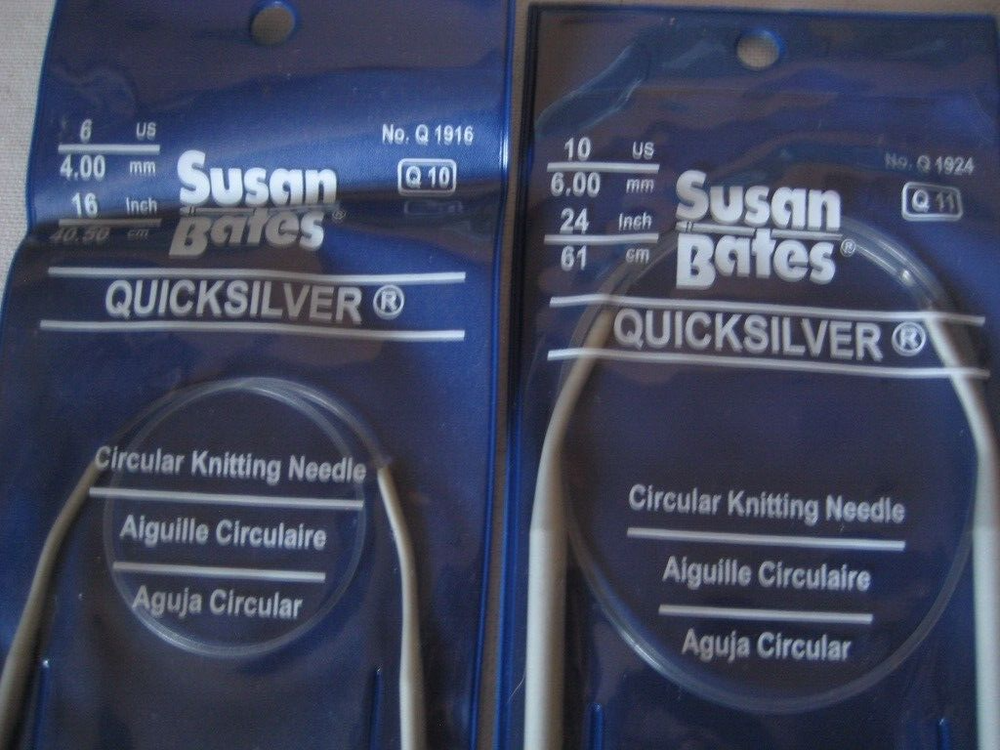 6 US
4.00 mm
16 Inch
40.50 cm
No. Q 1916
Q 10
Susan
Bates®
QUICKSILVER ®
Circular Knitting Needle
Aiguille Circulaire
Aguja Circular
10 US
6.00 mm
24 Inch
61 cm
No. Q 1924
Q 11
Susan
Bates®
QUICKSILVER ®
Circular Knitting Needle
Aiguille Circulaire
Aguja Circular